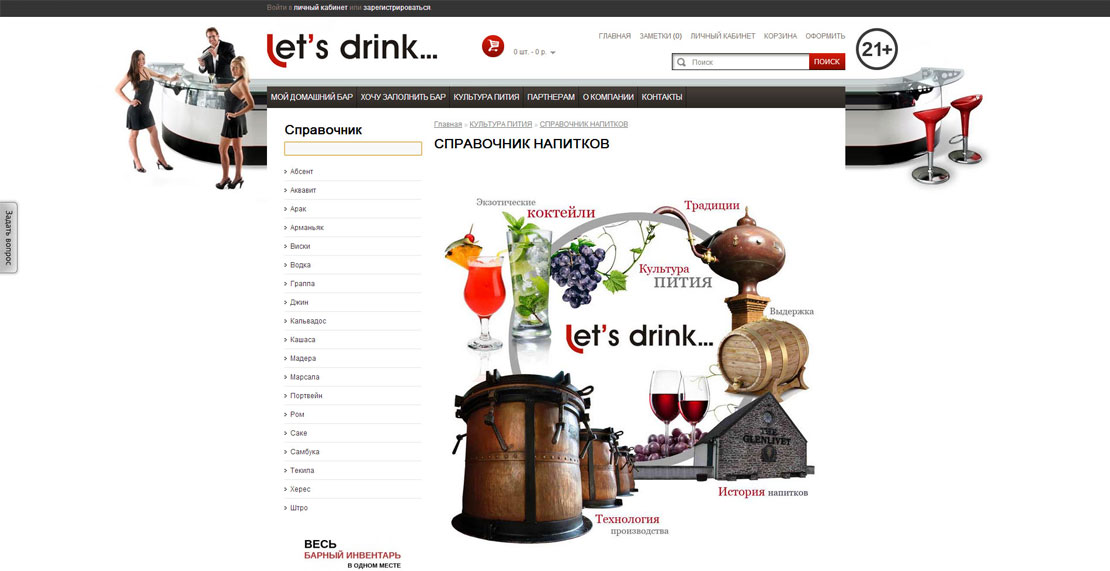 Войти в личный кабинет или зарегистрироваться
Let's drink...
0 шт. - 0 р.
ГЛАВНАЯ ЗАМЕТКИ (0) ЛИЧНЫЙ КАБИНЕТ КОРЗИНА ОФОРМИТЬ
Поиск ПОИСК
21+
МОЙ ДОМАШНИЙ БАР ХОЧУ ЗАПОЛНИТЬ БАР КУЛЬТУРА ПИТИЯ ПАРТНЕРАМ О КОМПАНИИ КОНТАКТЫ
Задать вопрос
Справочник
Абсент
Аквавит
Арак
Арманьяк
Виски
Водка
Граппа
Джин
Кальвадос
Кашаса
Мадера
Марсала
Портвейн
Ром
Саке
Самбука
Текила
Херес
Штро
ВЕСЬ
БАРНЫЙ ИНВЕНТАРЬ
В ОДНОМ МЕСТЕ
Главная » КУЛЬТУРА ПИТИЯ » СПРАВОЧНИК НАПИТКОВ
СПРАВОЧНИК НАПИТКОВ
Экзотические
коктейли
Традиции
Культура
пития
Выдержка
Let's drink...
THE
GLENLIVET
История напитков
Технология
производства